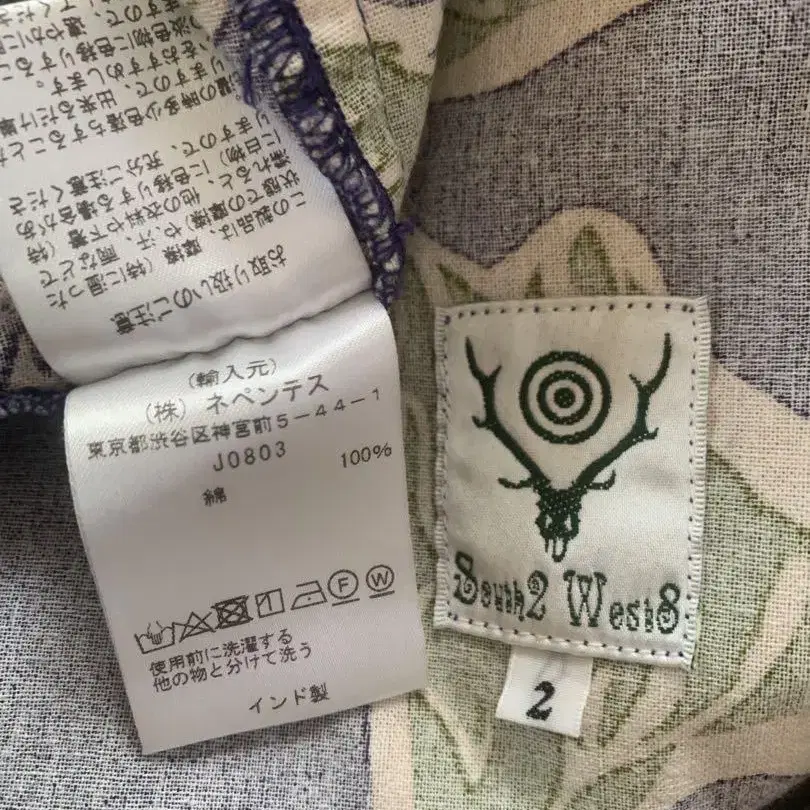 お取り扱いのご注意
この製品は、摩擦（特に湿った
状態での摩擦）や、汗、雨などで
濡れると、他の衣料や下着（特
に白物）に色移りする場合があ
りますので、充分ご注意くださ
(輸入元)
(株) ネペンテス
東京都渋谷区神宮前5-44-1
J0803
綿 100%
F W
使用前に洗濯する
他の物と分けて洗う
インド製
South2 West8
2